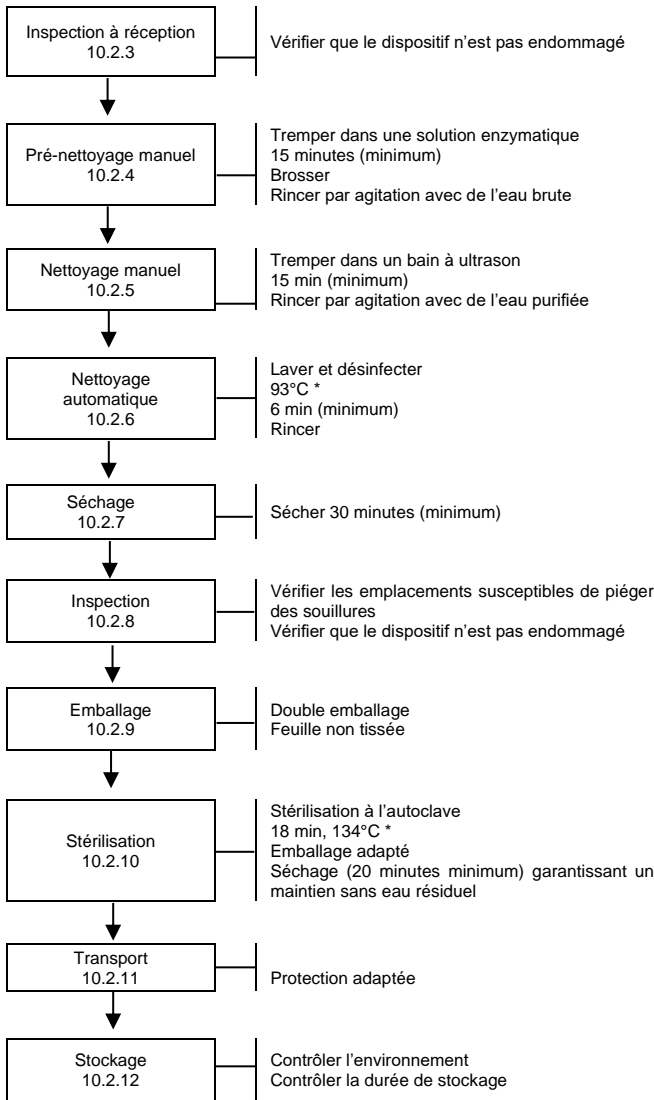 Inspection à réception
10.2.3
Vérifier que le dispositif n’est pas endommagé
Pré-nettoyage manuel
10.2.4
Tremper dans une solution enzymatique
15 minutes (minimum)
Brosser
Rincer par agitation avec de l’eau brute
Nettoyage manuel
10.2.5
Tremper dans un bain à ultrason
15 min (minimum)
Rincer par agitation avec de l’eau purifiée
Nettoyage
automatique
10.2.6
Laver et désinfecter
93°C *
6 min (minimum)
Rincer
Séchage
10.2.7
Sécher 30 minutes (minimum)
Inspection
10.2.8
Vérifier les emplacements susceptibles de piéger
des souillures
Vérifier que le dispositif n’est pas endommagé
Emballage
10.2.9
Double emballage
Feuille non tissée
Stérilisation
10.2.10
Stérilisation à l’autoclave
18 min, 134°C *
Emballage adapté
Séchage (20 minutes minimum) garantissant un
maintien sans eau résiduel
Transport
10.2.11
Protection adaptée
Stockage
10.2.12
Contrôler l’environnement
Contrôler la durée de stockage